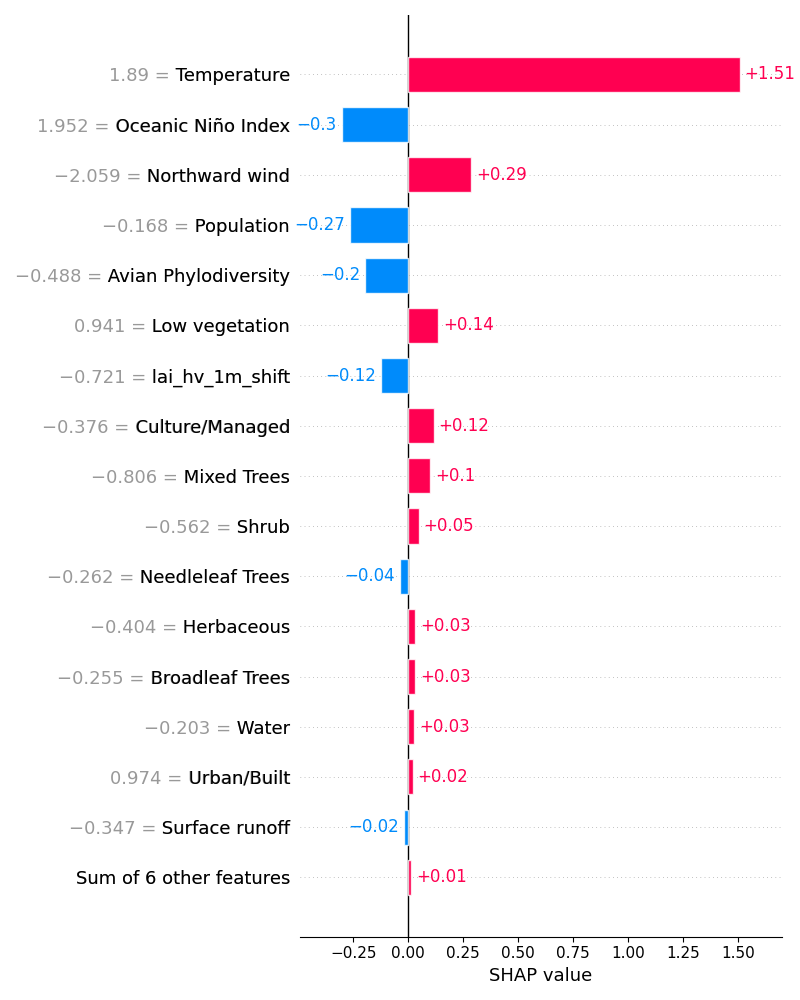 1.89 = Temperature +1.51
1.952 = Oceanic Niño Index −0.3
−2.059 = Northward wind +0.29
−0.168 = Population −0.27
−0.488 = Avian Phylodiversity −0.2
0.941 = Low vegetation +0.14
−0.721 = lai_hv_1m_shift −0.12
−0.376 = Culture/Managed +0.12
−0.806 = Mixed Trees +0.1
−0.562 = Shrub +0.05
−0.262 = Needleleaf Trees −0.04
−0.404 = Herbaceous +0.03
−0.255 = Broadleaf Trees +0.03
−0.203 = Water +0.03
0.974 = Urban/Built +0.02
−0.347 = Surface runoff −0.02
Sum of 6 other features +0.01
−0.25 0.00 0.25 0.50 0.75 1.00 1.25 1.50
SHAP value